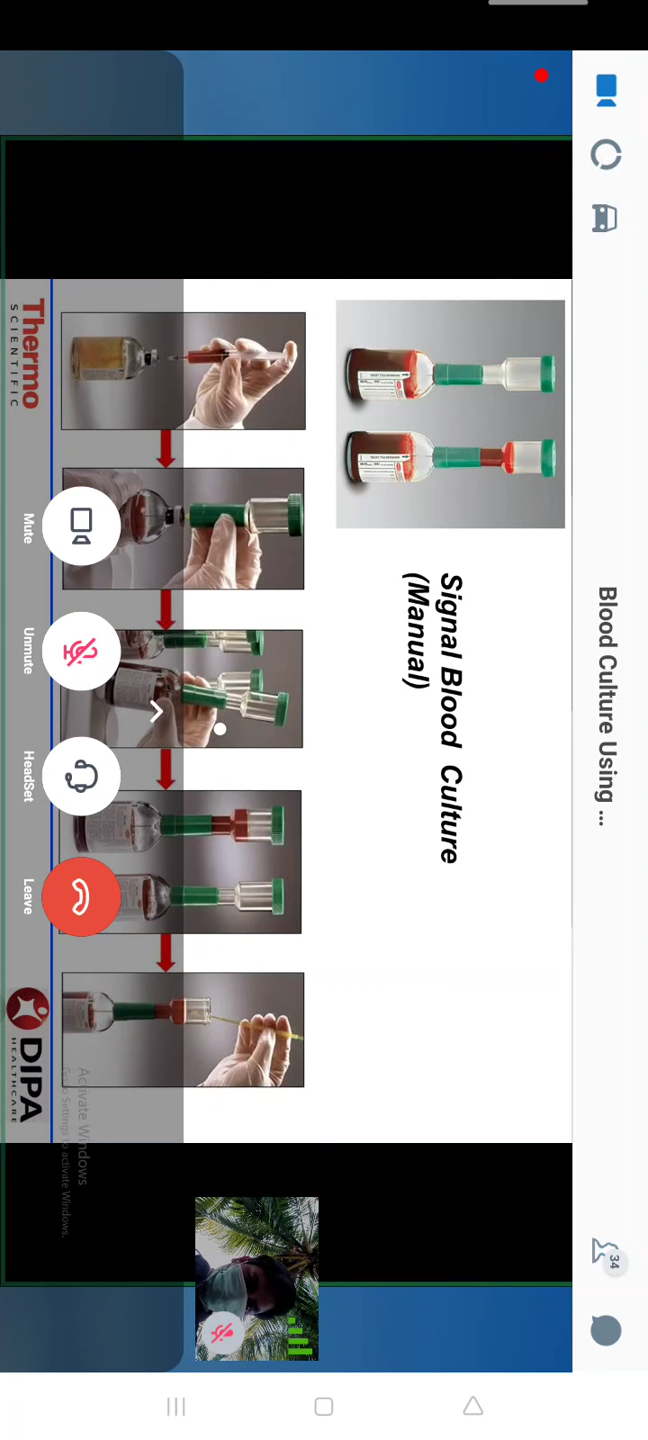 Blood Culture Using ...
34
Signal Blood Culture
(Manual)
Thermo
SCIENTIFIC
DIPA
HEALTHCARE
Activate Windows
Go to Settings to activate Windows.
Mute
Unmute
HeadSet
Leave